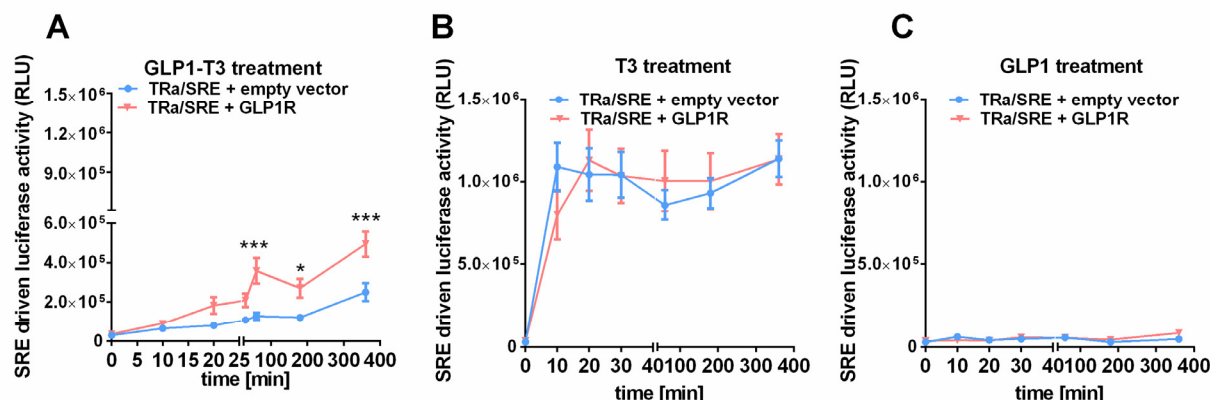 A
GLP1-T3 treatment
TRa/SRE + empty vector
TRa/SRE + GLP1R
SRE driven luciferase activity (RLU)
1.5×10⁶
1.2×10⁶
9.0×10⁵
6.0×10⁵
4.0×10⁵
2.0×10⁵
0
***
*
***
0 5 10 15 20 25 100 200 300 400
time [min]
B
T3 treatment
TRa/SRE + empty vector
TRa/SRE + GLP1R
SRE driven luciferase activity (RLU)
1.5×10⁶
1.0×10⁶
5.0×10⁵
0
0 10 20 30 40 100 200 300 400
time [min]
C
GLP1 treatment
TRa/SRE + empty vector
TRa/SRE + GLP1R
SRE driven luciferase activity (RLU)
1.5×10⁶
1.0×10⁶
5.0×10⁵
0
0 10 20 30 40 100 200 300 400
time [min]